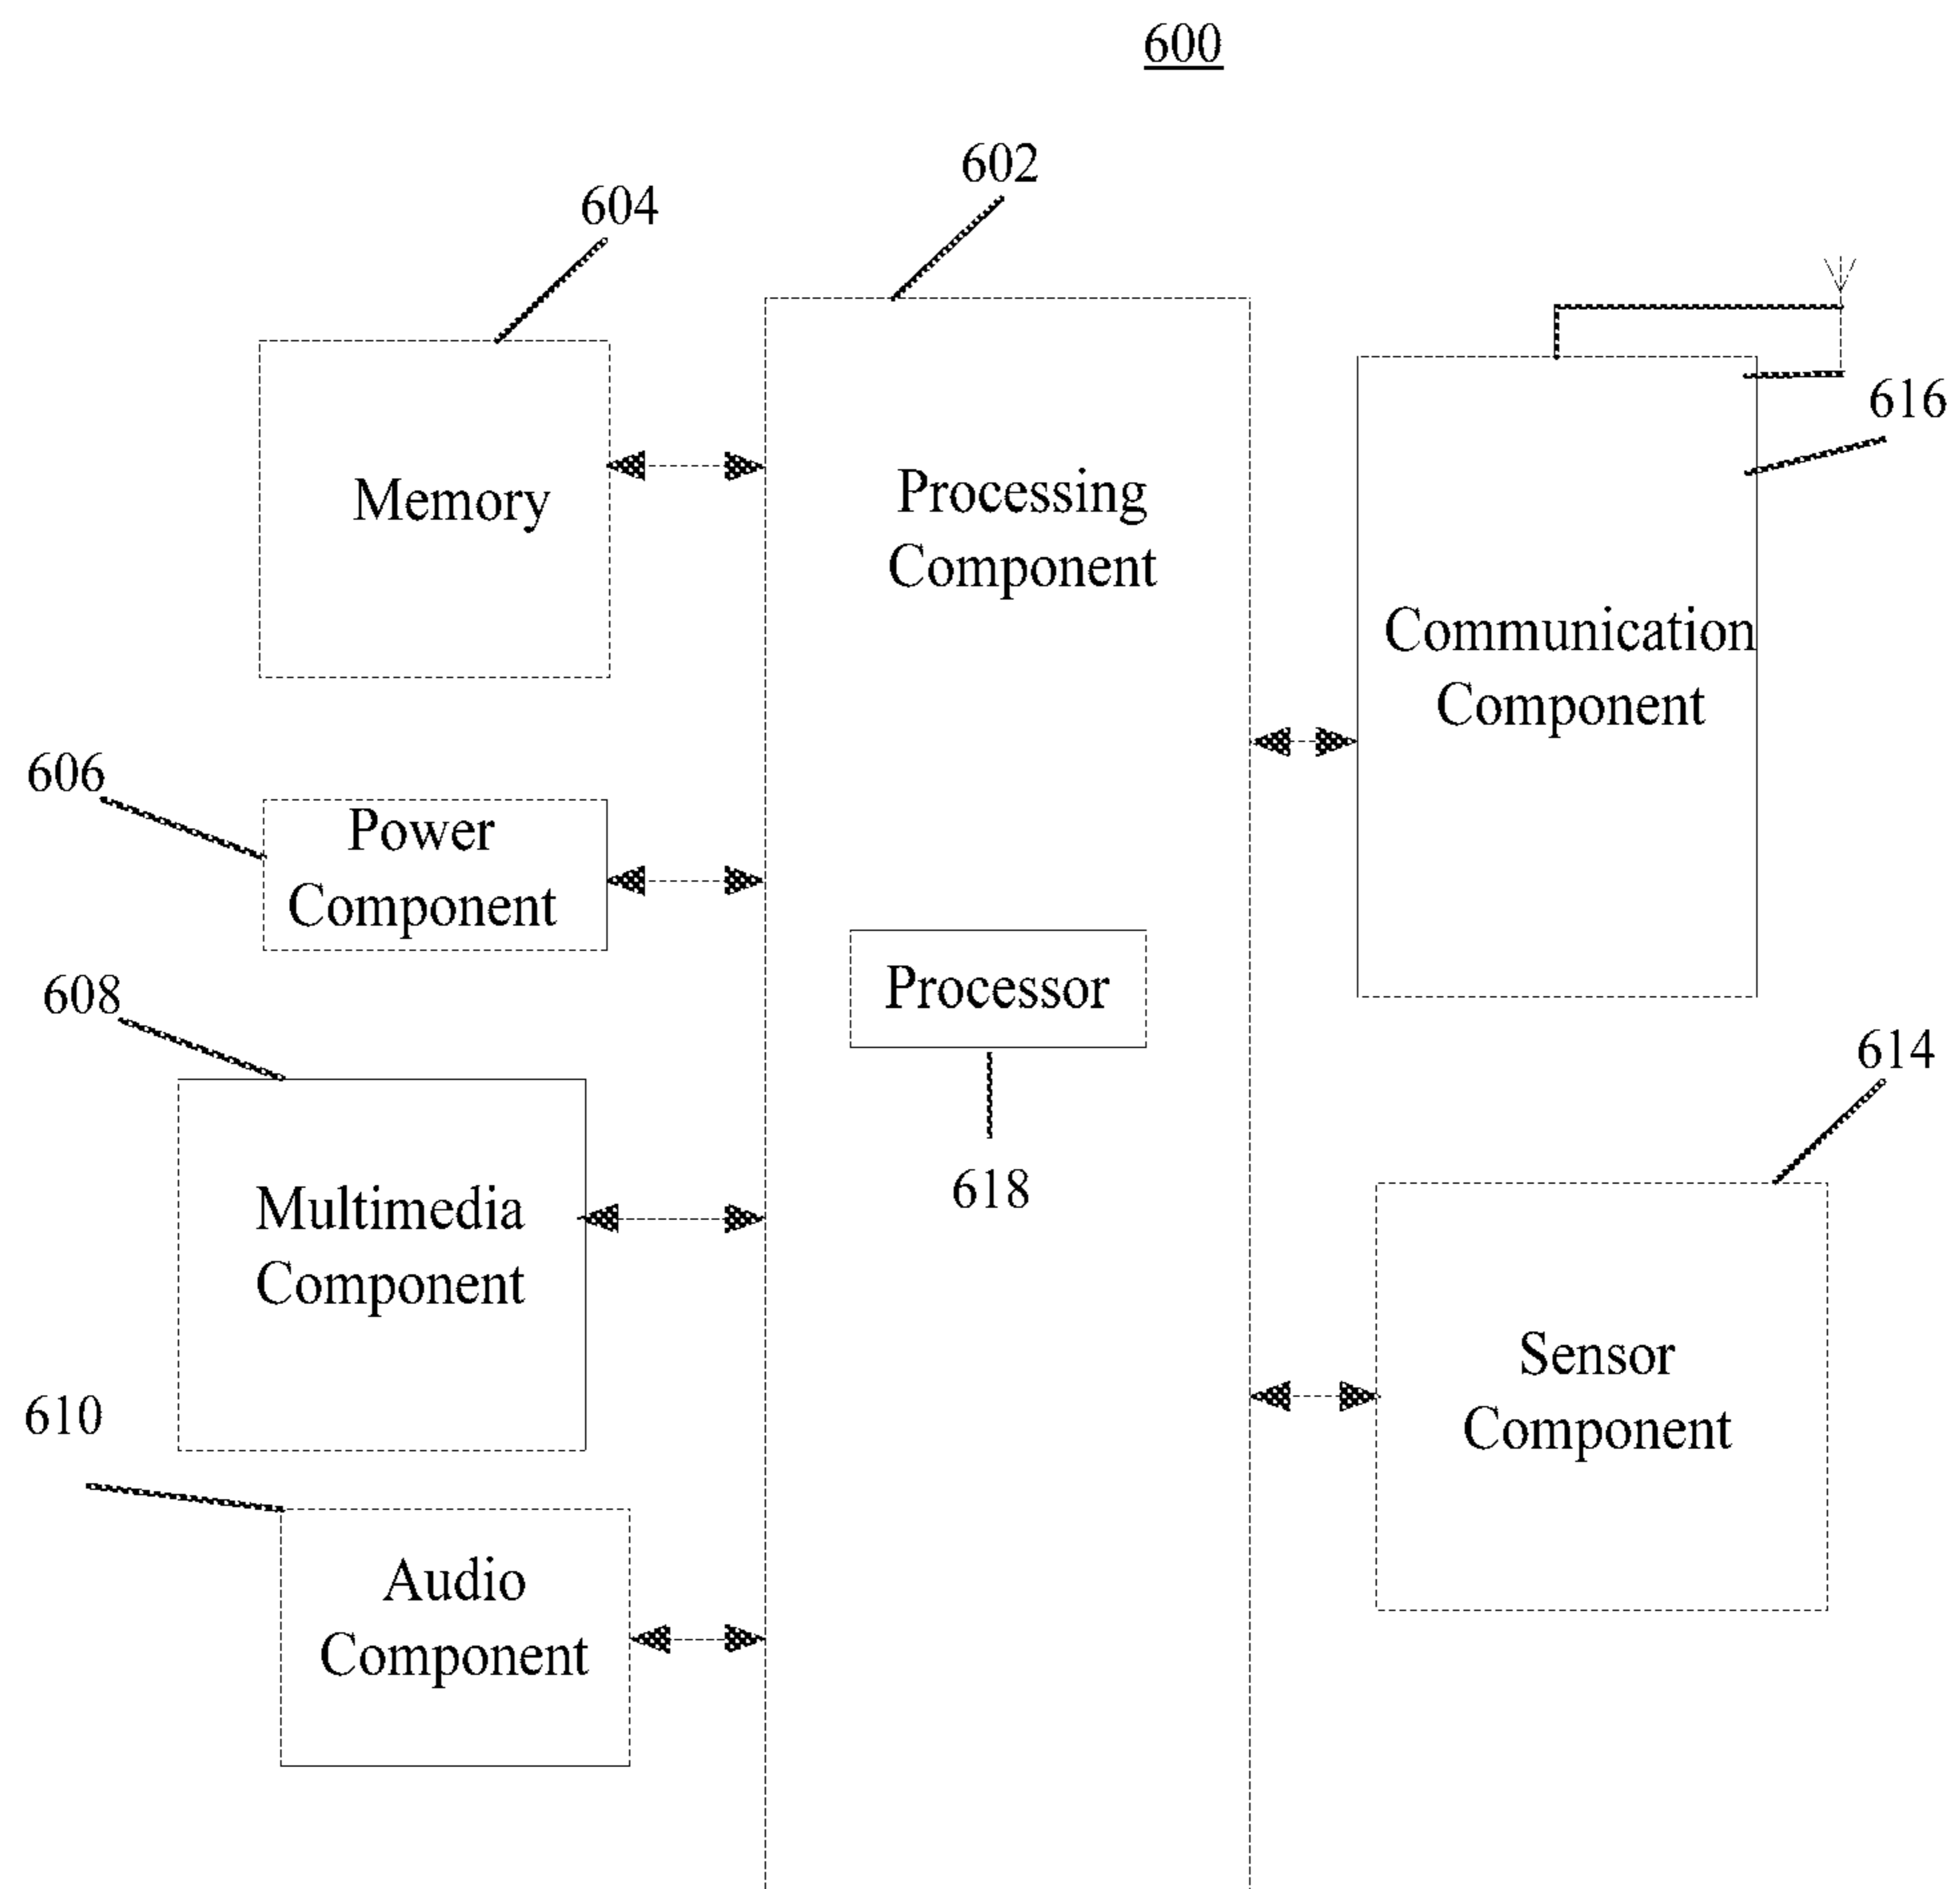 600
602
604
616
Memory
Processing
Component
Communication
Component
606
Power
Component
608
Processor
614
618
Multimedia
Component
Sensor
Component
610
Audio
Component